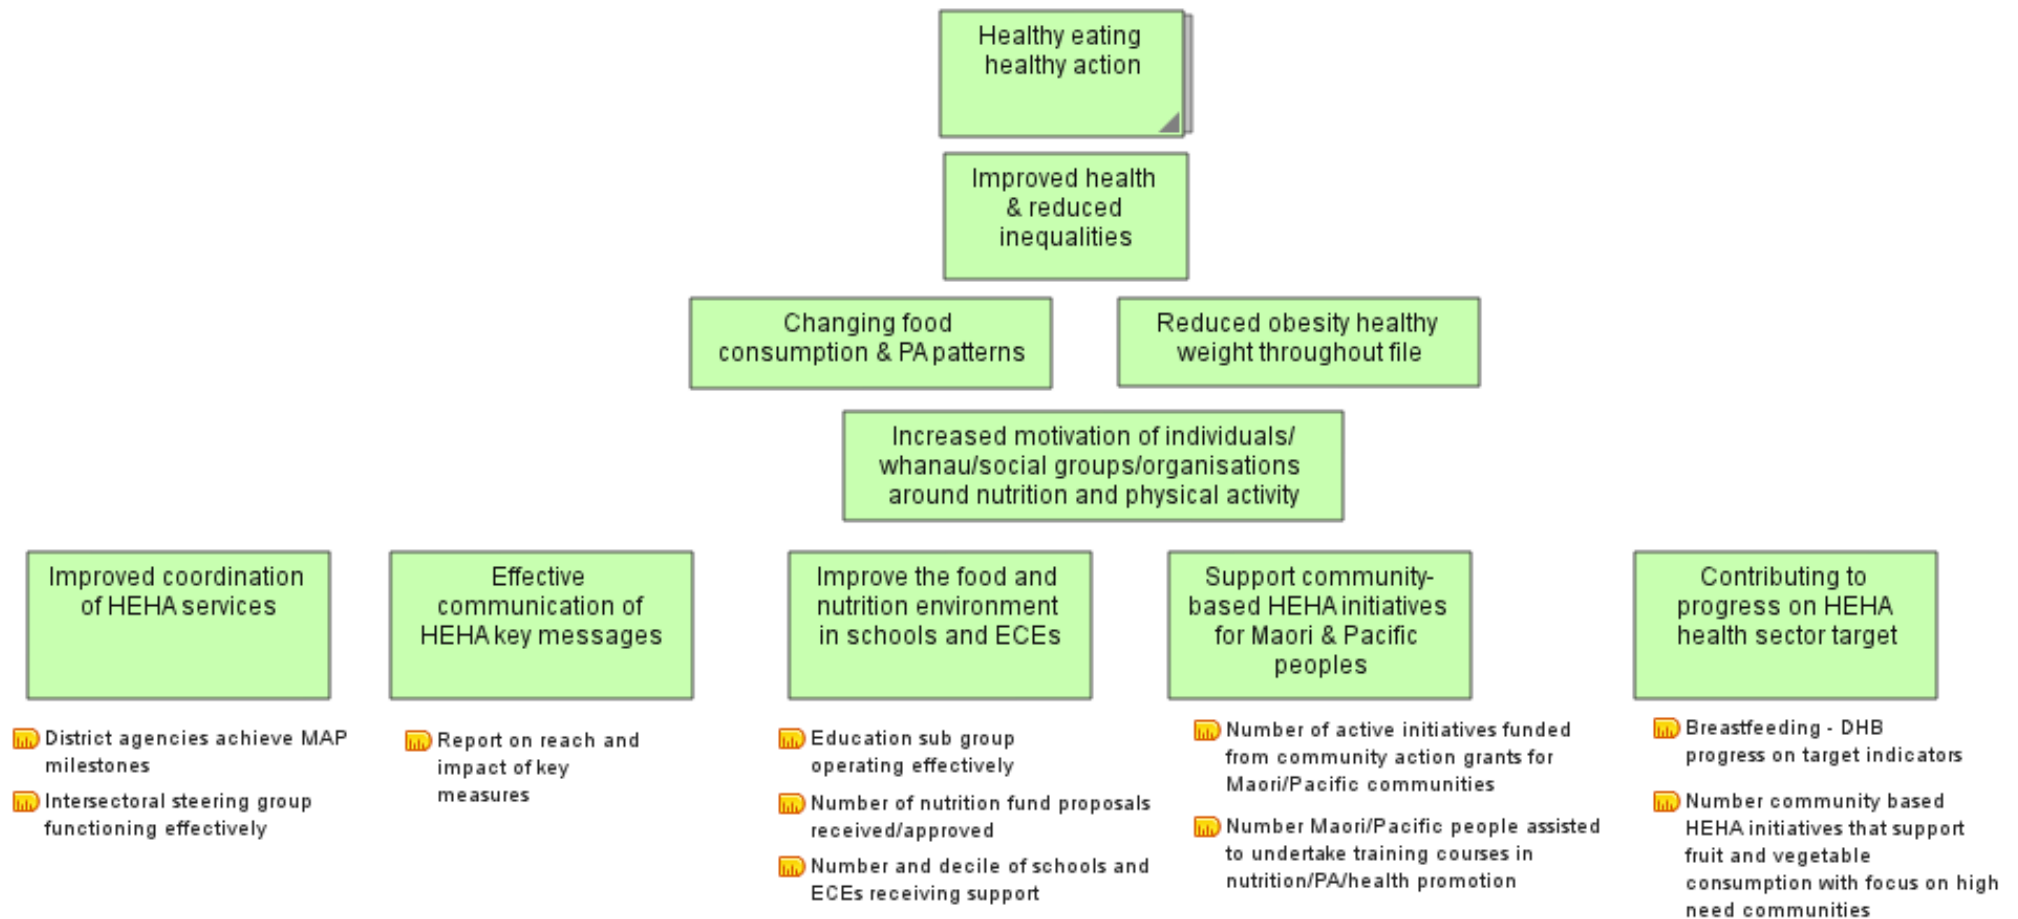 Healthy eating
healthy action
Improved health
& reduced
inequalities
Changing food
consumption & PA patterns
Reduced obesity healthy
weight throughout file
Increased motivation of individuals/
whanau/social groups/organisations
around nutrition and physical activity
Improved coordination
of HEHA services
Effective
communication of
HEHA key messages
Improve the food and
nutrition environment
in schools and ECEs
Support community-
based HEHA initiatives
for Maori & Pacific
peoples
Contributing to
progress on HEHA
health sector target
District agencies achieve MAP
milestones
Intersectoral steering group
functioning effectively
Report on reach and
impact of key
measures
Education sub group
operating effectively
Number of nutrition fund proposals
received/approved
Number and decile of schools and
ECEs receiving support
Number of active initiatives funded
from community action grants for
Maori/Pacific communities
Number Maori/Pacific people assisted
to undertake training courses in
nutrition/PA/health promotion
Breastfeeding - DHB
progress on target indicators
Number community based
HEHA initiatives that support
fruit and vegetable
consumption with focus on high
need communities